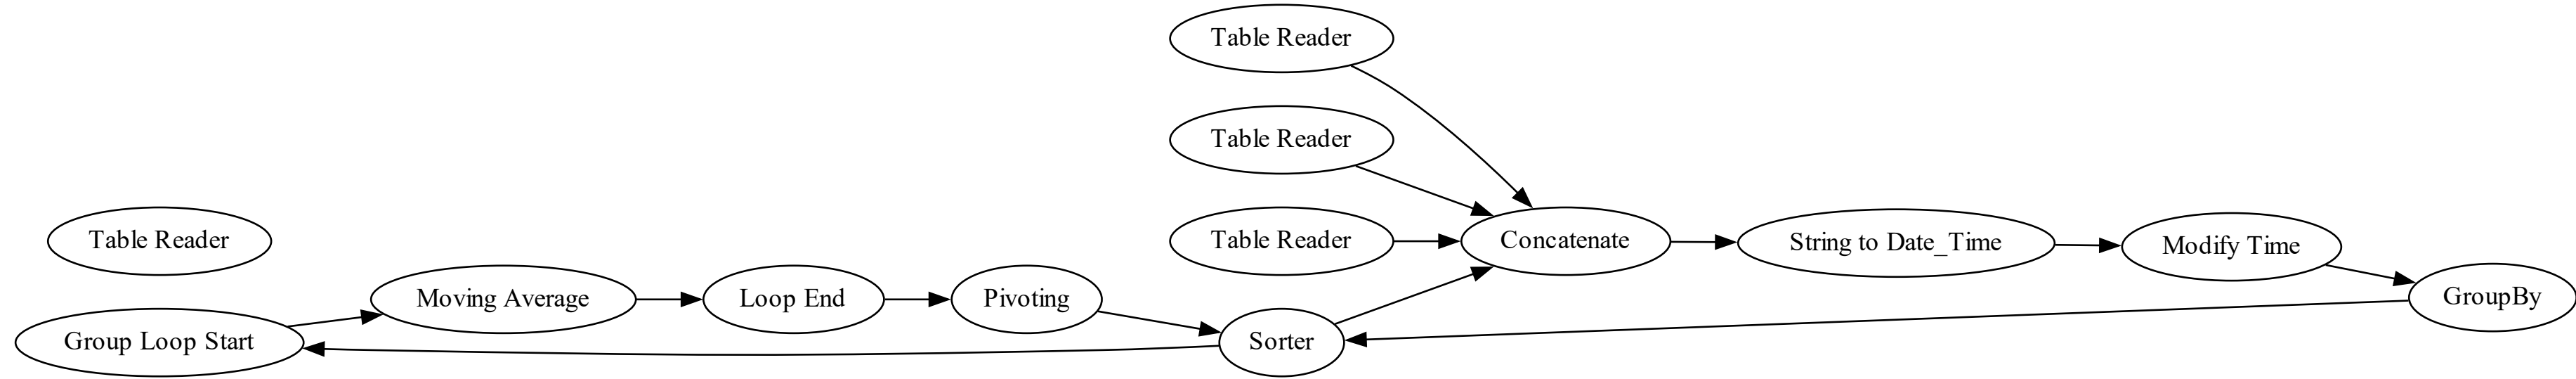 Table Reader
Table Reader
Table Reader
Table Reader
Concatenate
String to Date_Time
Modify Time
GroupBy
Moving Average
Loop End
Pivoting
Group Loop Start
Sorter